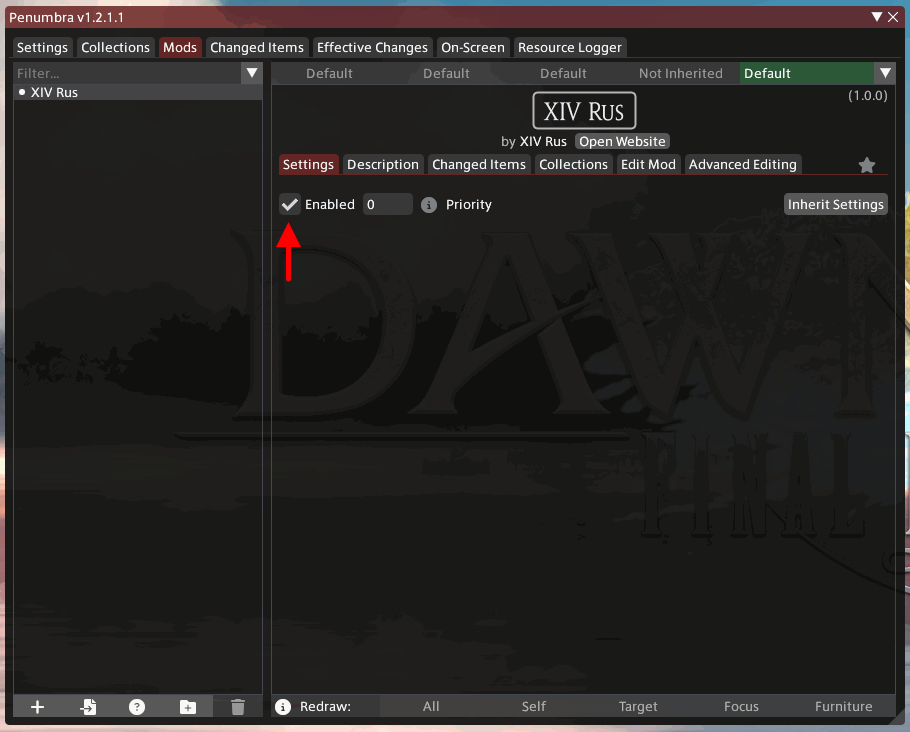 Penumbra v1.2.1.1
Settings Collections Mods Changed Items Effective Changes On-Screen Resource Logger
Filter... Default Default Default Not Inherited Default
XIV Rus
(1.0.0)
XIV Rus
by XIV Rus Open Website
Settings Description Changed Items Collections Edit Mod Advanced Editing
Enabled 0 Priority Inherit Settings
DAWN
FINAL
Redraw: All Self Target Focus Furniture